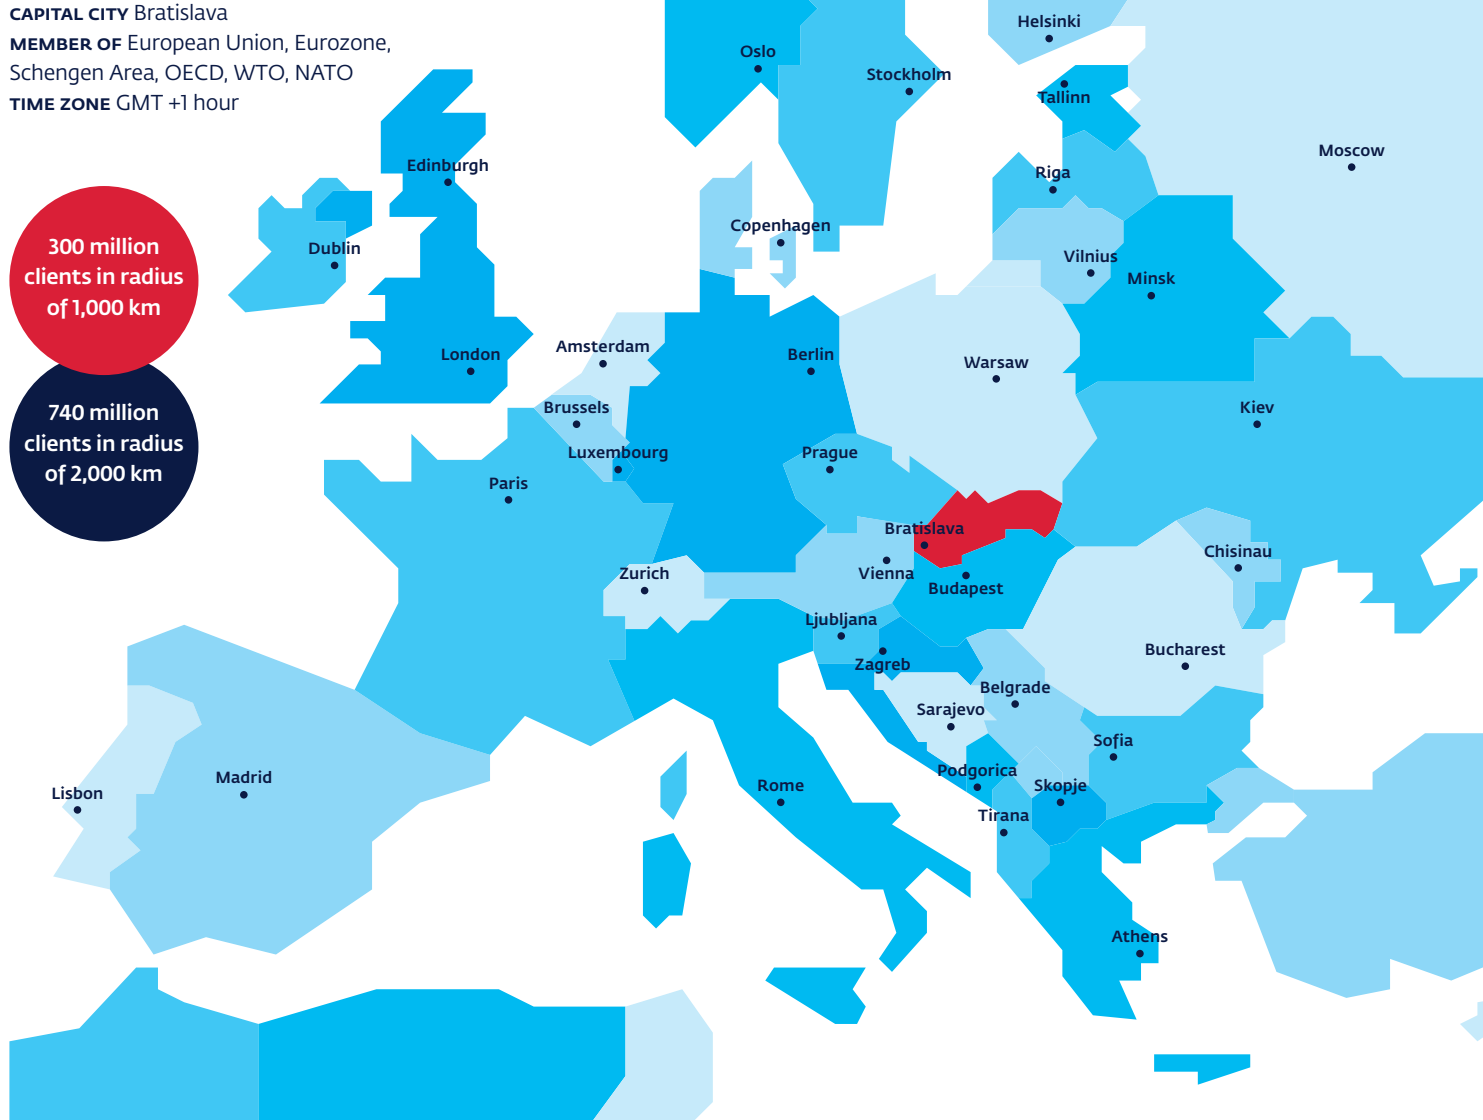 CAPITAL CITY Bratislava
MEMBER OF European Union, Eurozone,
Schengen Area, OECD, WTO, NATO
TIME ZONE GMT +1 hour
300 million
clients in radius
of 1,000 km
740 million
clients in radius
of 2,000 km
Helsinki
Oslo
Stockholm
Tallinn
Moscow
Edinburgh
Riga
Copenhagen
Dublin
Vilnius
Minsk
Amsterdam
London
Berlin
Warsaw
Brussels
Kiev
Luxembourg
Prague
Paris
Bratislava
Chisinau
Zurich
Vienna
Budapest
Ljubljana
Zagreb
Bucharest
Belgrade
Sarajevo
Sofia
Podgorica
Madrid
Skopje
Rome
Lisbon
Tirana
Athens